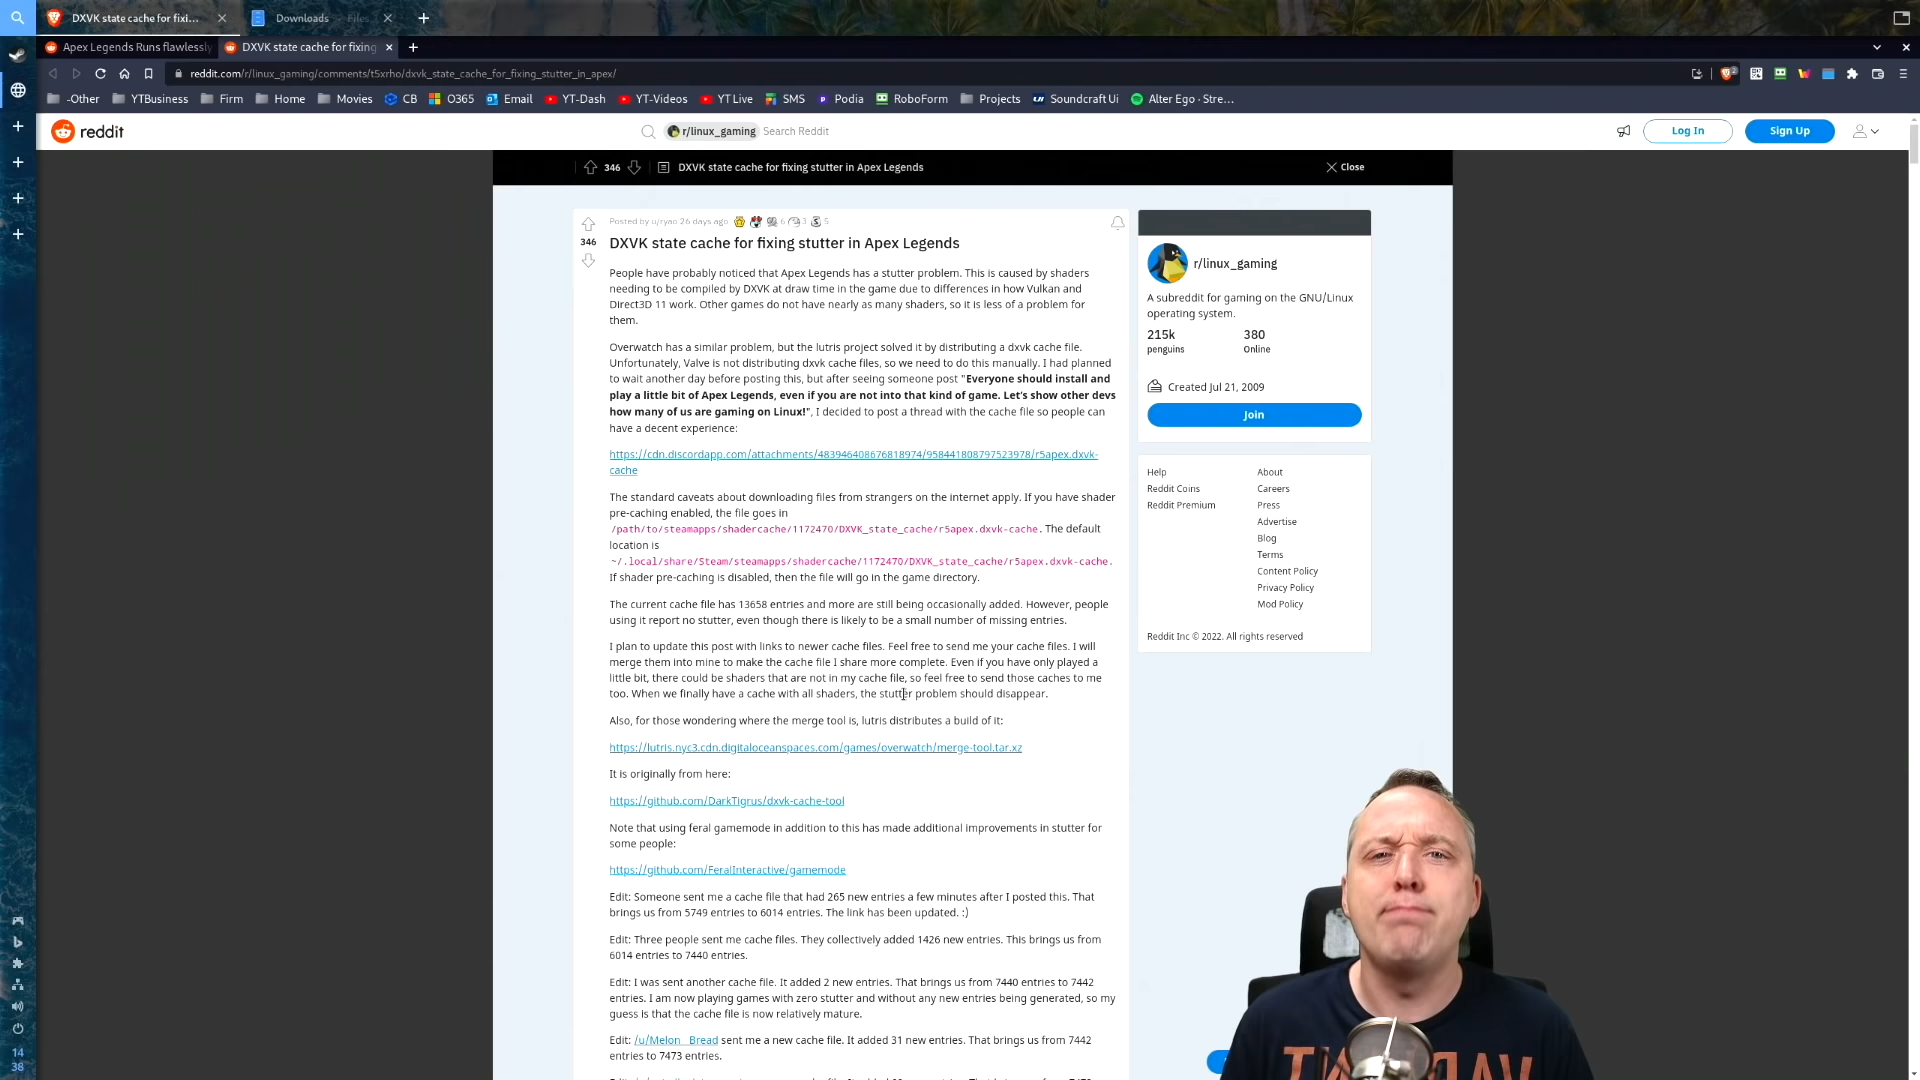 DXVK state cache for fixi...
Downloads - Files
Apex Legends Runs flawlessly
DXVK state cache for fixing
reddit.com/r/linux_gaming/comments/t5xrho/dxvk_state_cache_for_fixing_stutter_in_apex/
-Other YTBusiness Firm Home Movies CB O365 Email YT-Dash YT-Videos YT Live SMS Podia RoboForm Projects Soundcraft Ui Alter Ego · Stre...
reddit
r/linux_gaming Search Reddit
Log In
Sign Up
346 DXVK state cache for fixing stutter in Apex Legends
Close
Posted by u/ryao 26 days ago 6 3 5
346
DXVK state cache for fixing stutter in Apex Legends
People have probably noticed that Apex Legends has a stutter problem. This is caused by shaders
needing to be compiled by DXVK at draw time in the game due to differences in how Vulkan and
Direct3D 11 work. Other games do not have nearly as many shaders, so it is less of a problem for
them.
Overwatch has a similar problem, but the lutris project solved it by distributing a dxvk cache file.
Unfortunately, Valve is not distributing dxvk cache files, so we need to do this manually. I had planned
to wait another day before posting this, but after seeing someone post "Everyone should install and
play a little bit of Apex Legends, even if you are not into that kind of game. Let's show other devs
how many of us are gaming on Linux!", I decided to post a thread with the cache file so people can
have a decent experience:
https://cdn.discordapp.com/attachments/483946408676818974/958441808797523978/r5apex.dxvk-
cache
The standard caveats about downloading files from strangers on the internet apply. If you have shader
pre-caching enabled, the file goes in
/path/to/steamapps/shadercache/1172470/DXVK_state_cache/r5apex.dxvk-cache. The default
location is
~/.local/share/Steam/steamapps/shadercache/1172470/DXVK_state_cache/r5apex.dxvk-cache.
If shader pre-caching is disabled, then the file will go in the game directory.
The current cache file has 13658 entries and more are still being occasionally added. However, people
using it report no stutter, even though there is likely to be a small number of missing entries.
I plan to update this post with links to newer cache files. Feel free to send me your cache files. I will
merge them into mine to make the cache file I share more complete. Even if you have only played a
little bit, there could be shaders that are not in my cache file, so feel free to send those caches to me
too. When we finally have a cache with all shaders, the stutter problem should disappear.
Also, for those wondering where the merge tool is, lutris distributes a build of it:
https://lutris.nyc3.cdn.digitaloceanspaces.com/games/overwatch/merge-tool.tar.xz
It is originally from here:
https://github.com/DarkTigrus/dxvk-cache-tool
Note that using feral gamemode in addition to this has made additional improvements in stutter for
some people:
https://github.com/FeralInteractive/gamemode
Edit: Someone sent me a cache file that had 265 new entries a few minutes after I posted this. That
brings us from 5749 entries to 6014 entries. The link has been updated. :)
Edit: Three people sent me cache files. They collectively added 1426 new entries. This brings us from
6014 entries to 7440 entries.
Edit: I was sent another cache file. It added 2 new entries. That brings us from 7440 entries to 7442
entries. I am now playing games with zero stutter and without any new entries being generated, so my
guess is that the cache file is now relatively mature.
Edit: /u/Melon_Bread sent me a new cache file. It added 31 new entries. That brings us from 7442
entries to 7473 entries.
r/linux_gaming
A subreddit for gaming on the GNU/Linux
operating system.
215k 380
penguins Online
Created Jul 21, 2009
Join
Help About
Reddit Coins Careers
Reddit Premium Press
Advertise
Blog
Terms
Content Policy
Privacy Policy
Mod Policy
Reddit Inc © 2022. All rights reserved
14
38